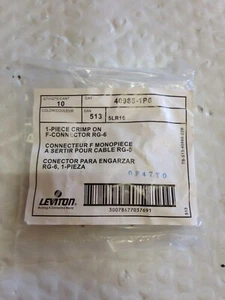 QTY/QTE/CANT
10
CAT
40985-1P6
COLOR/COULEUR
513
SLR15
1-PIECE CRIMP ON
F-CONNECTOR RG-6
CONNECTEUR F MONOPIECE
A SERTIR POUR CABLE RG-6
CONECTOR PARA ENGARZAR
RG-6, 1-PIEZA
LEVITON